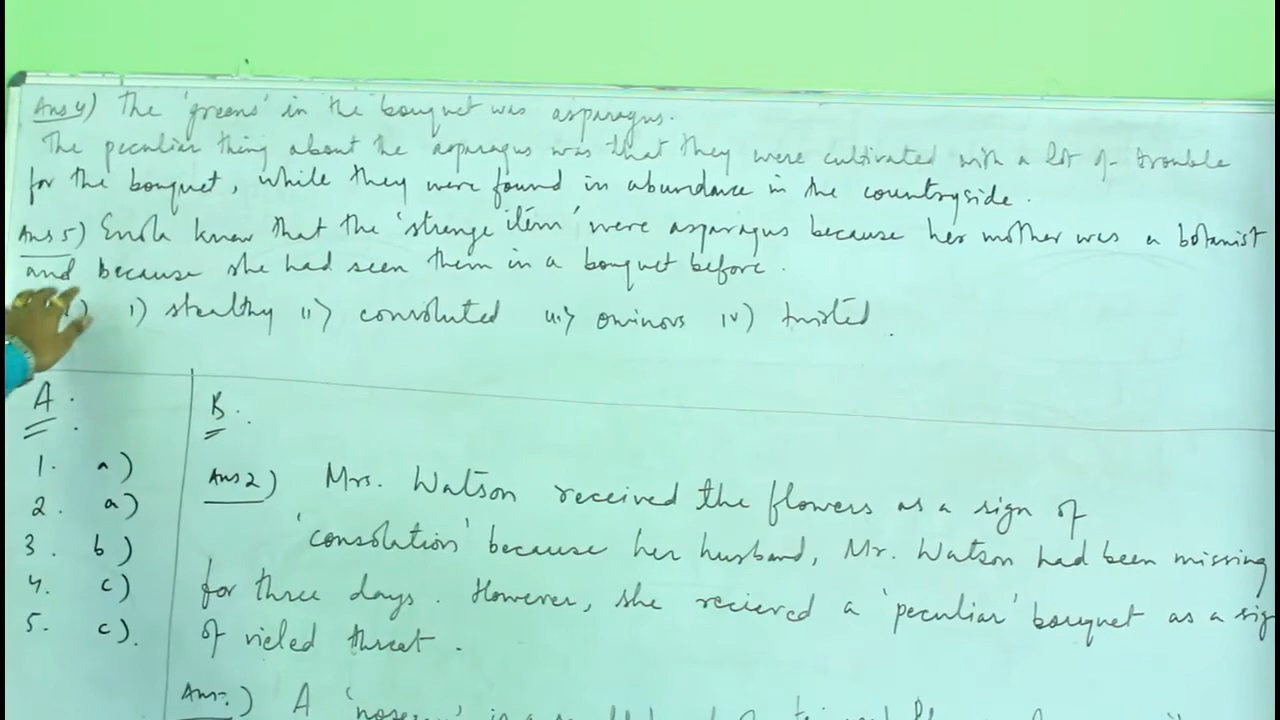 Ans 4) The 'greens' in the bouquet was asparagus.
The peculiar thing about the asparagus was that they were cultivated with a lot of trouble
for the bouquet, while they were found in abundance in the countryside.
Ans 5) Enola knew that the 'strange item' were asparagus because her mother was a botanist
and because she had seen them in a bouquet before.
i) stealthy ii) convoluted iii) ominous iv) trusted.
A.
1. a)
2. a)
3. b)
4. c)
5. c).
B.
Ans 2) Mrs. Watson received the flowers as a sign of
'consolation' because her husband, Mr. Watson had been missing
for three days. However, she recieved a 'peculiar' bouquet as a sign
of vieled threat.
A